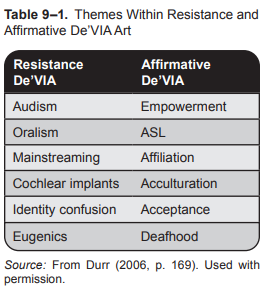 Table 9–1. Themes Within Resistance and
Affirmative De'VIA Art
Resistance De'VIA Affirmative De'VIA
Audism Empowerment
Oralism ASL
Mainstreaming Affiliation
Cochlear implants Acculturation
Identity confusion Acceptance
Eugenics Deafhood
Source: From Durr (2006, p. 169). Used with
permission.